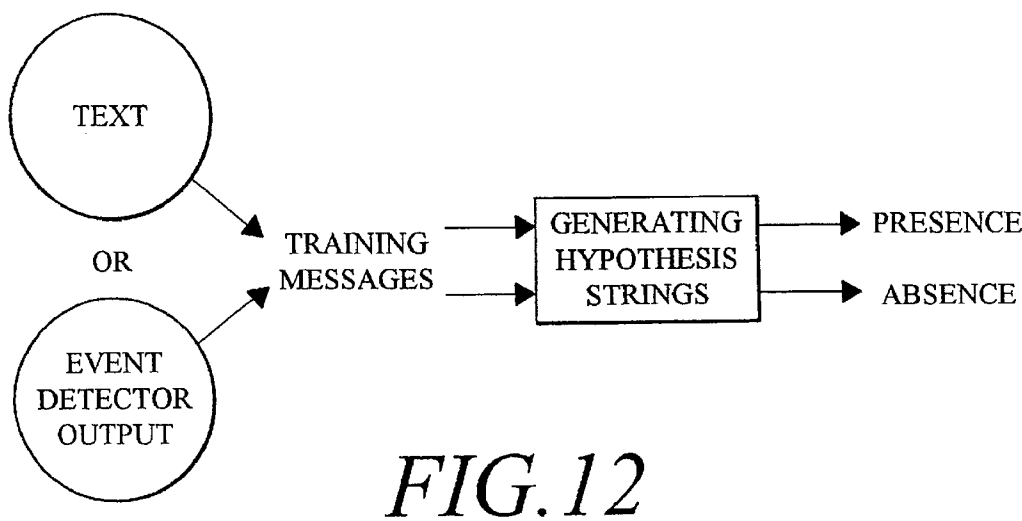 TEXT
OR
EVENT
DETECTOR
OUTPUT
TRAINING
MESSAGES
GENERATING
HYPOTHESIS
STRINGS
PRESENCE
ABSENCE
FIG.12